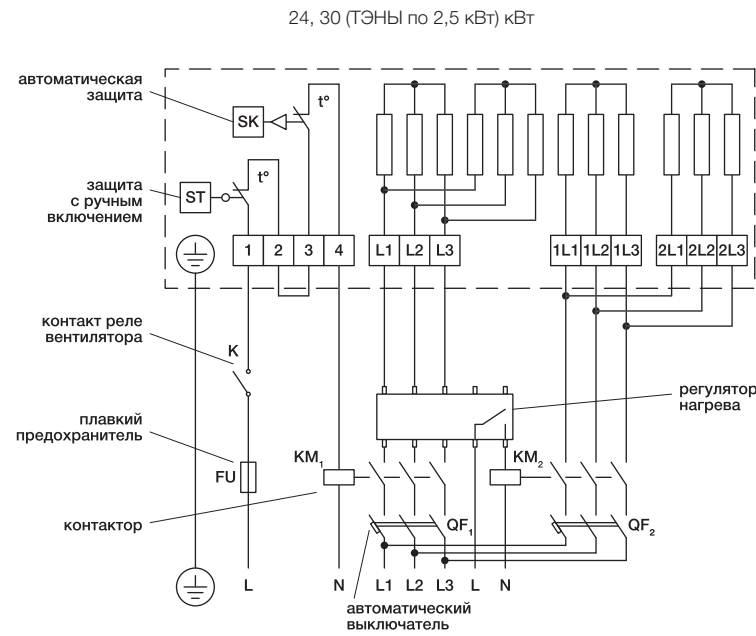 24, 30 (ТЭНЫ по 2,5 кВт) кВт
автоматическая
защита
SK
t°
защита
с ручным
включением
ST
t°
1 2 3 4
L1 L2 L3
1L1 1L2 1L3
2L1 2L2 2L3
контакт реле
вентилятора
K
регулятор
нагрева
плавкий
предохранитель
FU
KM1
KM2
контактор
QF1
QF2
L N L1 L2 L3 L N
автоматический
выключатель